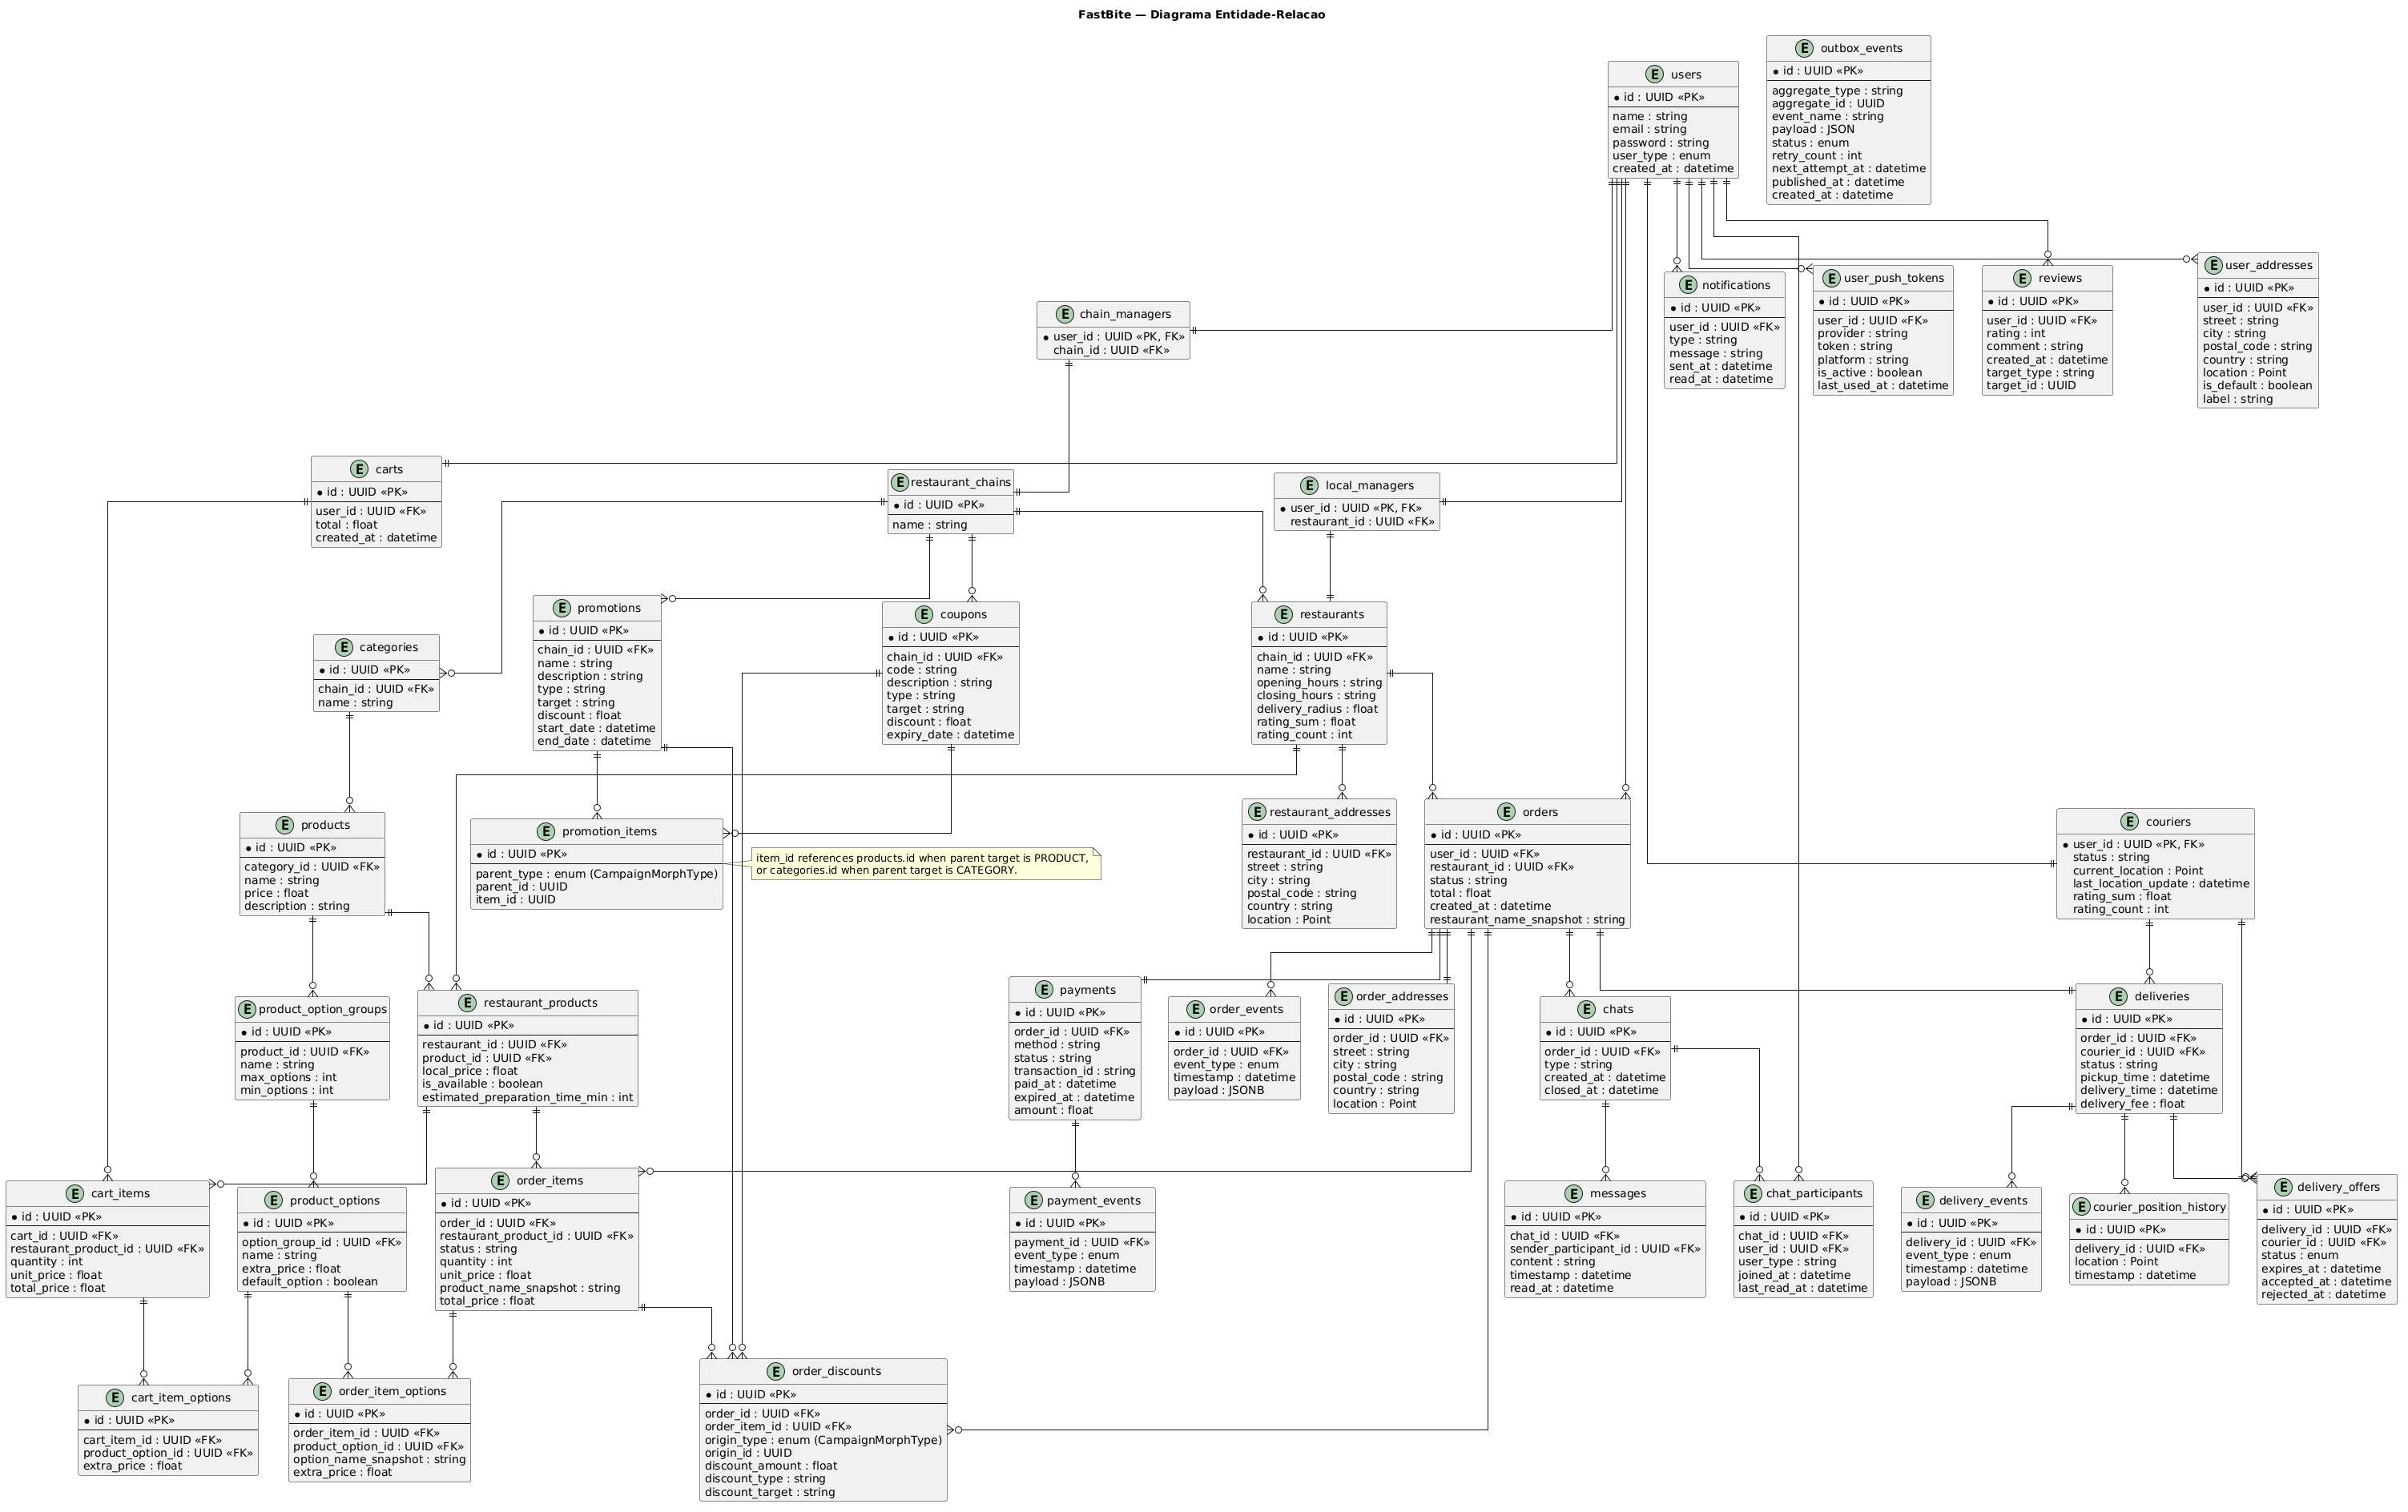 FastBite — Diagrama Entidade-Relacao
E outbox_events
* id : UUID «PK»
aggregate_type : string
aggregate_id : UUID
event_name : string
payload : JSON
status : enum
retry_count : int
next_attempt_at : datetime
published_at : datetime
created_at : datetime
E users
* id : UUID «PK»
name : string
email : string
password : string
user_type : enum
created_at : datetime
E notifications
* id : UUID «PK»
user_id : UUID «FK»
type : string
message : string
sent_at : datetime
read_at : datetime
E user_push_tokens
* id : UUID «PK»
user_id : UUID «FK»
provider : string
token : string
platform : string
is_active : boolean
last_used_at : datetime
E reviews
* id : UUID «PK»
user_id : UUID «FK»
rating : int
comment : string
created_at : datetime
target_type : string
target_id : UUID
E user_addresses
* id : UUID «PK»
user_id : UUID «FK»
street : string
city : string
postal_code : string
country : string
location : Point
is_default : boolean
label : string
E chain_managers
* user_id : UUID «PK, FK»
chain_id : UUID «FK»
E carts
* id : UUID «PK»
user_id : UUID «FK»
total : float
created_at : datetime
E restaurant_chains
* id : UUID «PK»
name : string
E local_managers
* user_id : UUID «PK, FK»
restaurant_id : UUID «FK»
E categories
* id : UUID «PK»
chain_id : UUID «FK»
name : string
E promotions
* id : UUID «PK»
chain_id : UUID «FK»
name : string
description : string
type : string
target : string
discount : float
start_date : datetime
end_date : datetime
E coupons
* id : UUID «PK»
chain_id : UUID «FK»
code : string
description : string
type : string
target : string
discount : float
expiry_date : datetime
E restaurants
* id : UUID «PK»
chain_id : UUID «FK»
name : string
opening_hours : string
closing_hours : string
delivery_radius : float
rating_sum : float
rating_count : int
E products
* id : UUID «PK»
category_id : UUID «FK»
name : string
price : float
description : string
E promotion_items
* id : UUID «PK»
parent_type : enum (CampaignMorphType)
parent_id : UUID
item_id : UUID
item_id references products.id when parent target is PRODUCT,
or categories.id when parent target is CATEGORY.
E restaurant_addresses
* id : UUID «PK»
restaurant_id : UUID «FK»
street : string
city : string
postal_code : string
country : string
location : Point
E orders
* id : UUID «PK»
user_id : UUID «FK»
restaurant_id : UUID «FK»
status : string
total : float
created_at : datetime
restaurant_name_snapshot : string
E couriers
* user_id : UUID «PK, FK»
status : string
current_location : Point
last_location_update : datetime
rating_sum : float
rating_count : int
E product_option_groups
* id : UUID «PK»
product_id : UUID «FK»
name : string
max_options : int
min_options : int
E restaurant_products
* id : UUID «PK»
restaurant_id : UUID «FK»
product_id : UUID «FK»
local_price : float
is_available : boolean
estimated_preparation_time_min : int
E payments
* id : UUID «PK»
order_id : UUID «FK»
method : string
status : string
transaction_id : string
paid_at : datetime
expired_at : datetime
amount : float
E order_events
* id : UUID «PK»
order_id : UUID «FK»
event_type : enum
timestamp : datetime
payload : JSONB
E order_addresses
* id : UUID «PK»
order_id : UUID «FK»
street : string
city : string
postal_code : string
country : string
location : Point
E chats
* id : UUID «PK»
order_id : UUID «FK»
type : string
created_at : datetime
closed_at : datetime
E deliveries
* id : UUID «PK»
order_id : UUID «FK»
courier_id : UUID «FK»
status : string
pickup_time : datetime
delivery_time : datetime
delivery_fee : float
E cart_items
* id : UUID «PK»
cart_id : UUID «FK»
restaurant_product_id : UUID «FK»
quantity : int
unit_price : float
total_price : float
E product_options
* id : UUID «PK»
option_group_id : UUID «FK»
name : string
extra_price : float
default_option : boolean
E order_items
* id : UUID «PK»
order_id : UUID «FK»
restaurant_product_id : UUID «FK»
status : string
quantity : int
unit_price : float
product_name_snapshot : string
total_price : float
E payment_events
* id : UUID «PK»
payment_id : UUID «FK»
event_type : enum
timestamp : datetime
payload : JSONB
E messages
* id : UUID «PK»
chat_id : UUID «FK»
sender_participant_id : UUID «FK»
content : string
timestamp : datetime
read_at : datetime
E chat_participants
* id : UUID «PK»
chat_id : UUID «FK»
user_id : UUID «FK»
user_type : string
joined_at : datetime
last_read_at : datetime
E delivery_events
* id : UUID «PK»
delivery_id : UUID «FK»
event_type : enum
timestamp : datetime
payload : JSONB
E courier_position_history
* id : UUID «PK»
delivery_id : UUID «FK»
location : Point
timestamp : datetime
E delivery_offers
* id : UUID «PK»
delivery_id : UUID «FK»
courier_id : UUID «FK»
status : enum
expires_at : datetime
accepted_at : datetime
rejected_at : datetime
E cart_item_options
* id : UUID «PK»
cart_item_id : UUID «FK»
product_option_id : UUID «FK»
extra_price : float
E order_item_options
* id : UUID «PK»
order_item_id : UUID «FK»
product_option_id : UUID «FK»
option_name_snapshot : string
extra_price : float
E order_discounts
* id : UUID «PK»
order_id : UUID «FK»
order_item_id : UUID «FK»
origin_type : enum (CampaignMorphType)
origin_id : UUID
discount_amount : float
discount_type : string
discount_target : string